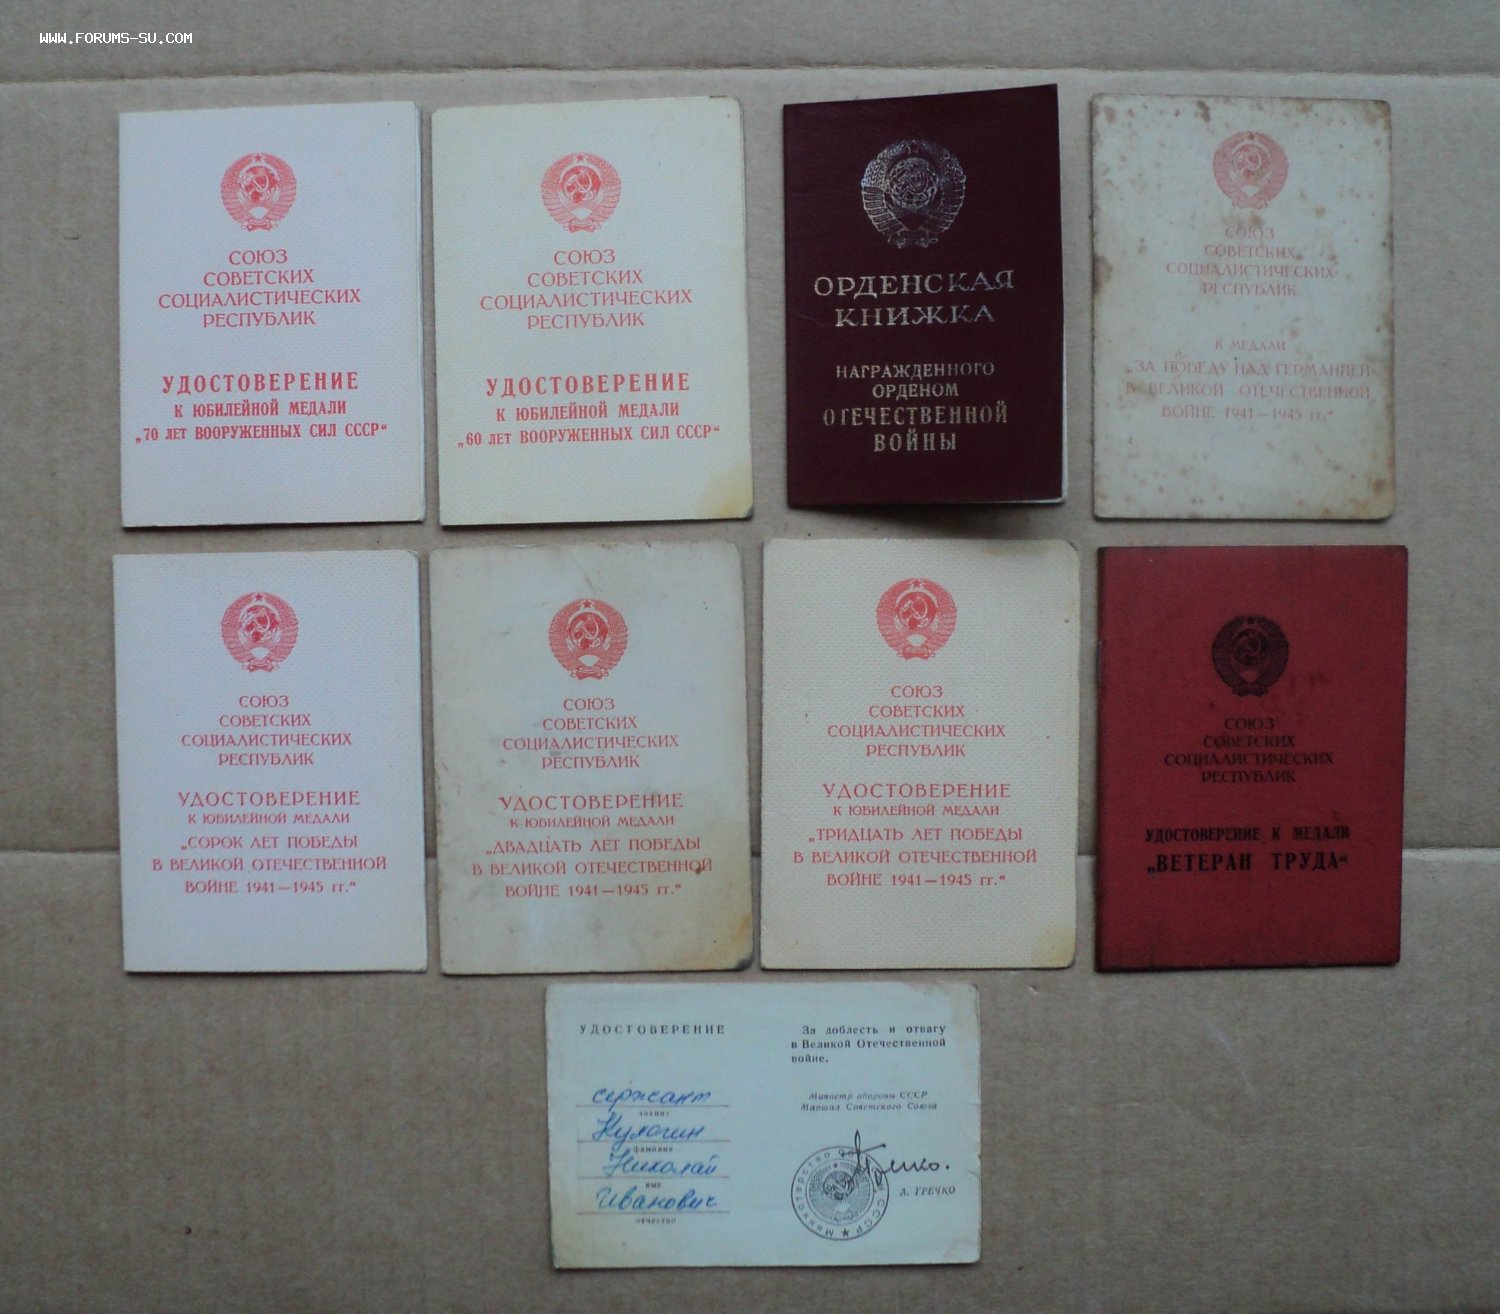 WWW.FORUMS-SU.COM
СОЮЗ
СОВЕТСКИХ
СОЦИАЛИСТИЧЕСКИХ
РЕСПУБЛИК
УДОСТОВЕРЕНИЕ
К ЮБИЛЕЙНОЙ МЕДАЛИ
„70 ЛЕТ ВООРУЖЕННЫХ СИЛ СССР“
СОЮЗ
СОВЕТСКИХ
СОЦИАЛИСТИЧЕСКИХ
РЕСПУБЛИК
УДОСТОВЕРЕНИЕ
К ЮБИЛЕЙНОЙ МЕДАЛИ
„60 ЛЕТ ВООРУЖЕННЫХ СИЛ СССР“
ОРДЕНСКАЯ
КНИЖКА
НАГРАЖДЕННОГО
ОРДЕНОМ
ОТЕЧЕСТВЕННОЙ
ВОЙНЫ
СОЮЗ
СОВЕТСКИХ
СОЦИАЛИСТИЧЕСКИХ
РЕСПУБЛИК
К МЕДАЛИ
„ЗА ПОБЕДУ НАД ГЕРМАНИЕЙ
В ВЕЛИКОЙ ОТЕЧЕСТВЕННОЙ
ВОЙНЕ 1941—1945 гг.“
СОЮЗ
СОВЕТСКИХ
СОЦИАЛИСТИЧЕСКИХ
РЕСПУБЛИК
УДОСТОВЕРЕНИЕ
К ЮБИЛЕЙНОЙ МЕДАЛИ
„СОРОК ЛЕТ ПОБЕДЫ
В ВЕЛИКОЙ ОТЕЧЕСТВЕННОЙ
ВОЙНЕ 1941—1945 гг.“
СОЮЗ
СОВЕТСКИХ
СОЦИАЛИСТИЧЕСКИХ
РЕСПУБЛИК
УДОСТОВЕРЕНИЕ
К ЮБИЛЕЙНОЙ МЕДАЛИ
„ДВАДЦАТЬ ЛЕТ ПОБЕДЫ
В ВЕЛИКОЙ ОТЕЧЕСТВЕННОЙ
ВОЙНЕ 1941—1945 гг.“
СОЮЗ
СОВЕТСКИХ
СОЦИАЛИСТИЧЕСКИХ
РЕСПУБЛИК
УДОСТОВЕРЕНИЕ
К ЮБИЛЕЙНОЙ МЕДАЛИ
„ТРИДЦАТЬ ЛЕТ ПОБЕДЫ
В ВЕЛИКОЙ ОТЕЧЕСТВЕННОЙ
ВОЙНЕ 1941—1945 гг.“
СОЮЗ
СОВЕТСКИХ
СОЦИАЛИСТИЧЕСКИХ
РЕСПУБЛИК
УДОСТОВЕРЕНИЕ К МЕДАЛИ
„ВЕТЕРАН ТРУДА“
УДОСТОВЕРЕНИЕ
сержант
звание
Кулагин
фамилия
Николай
имя
Иванович
отчество
За доблесть и отвагу
в Великой Отечественной
войне.
Министр обороны СССР
Маршал Советского Союза
А. ГРЕЧКО